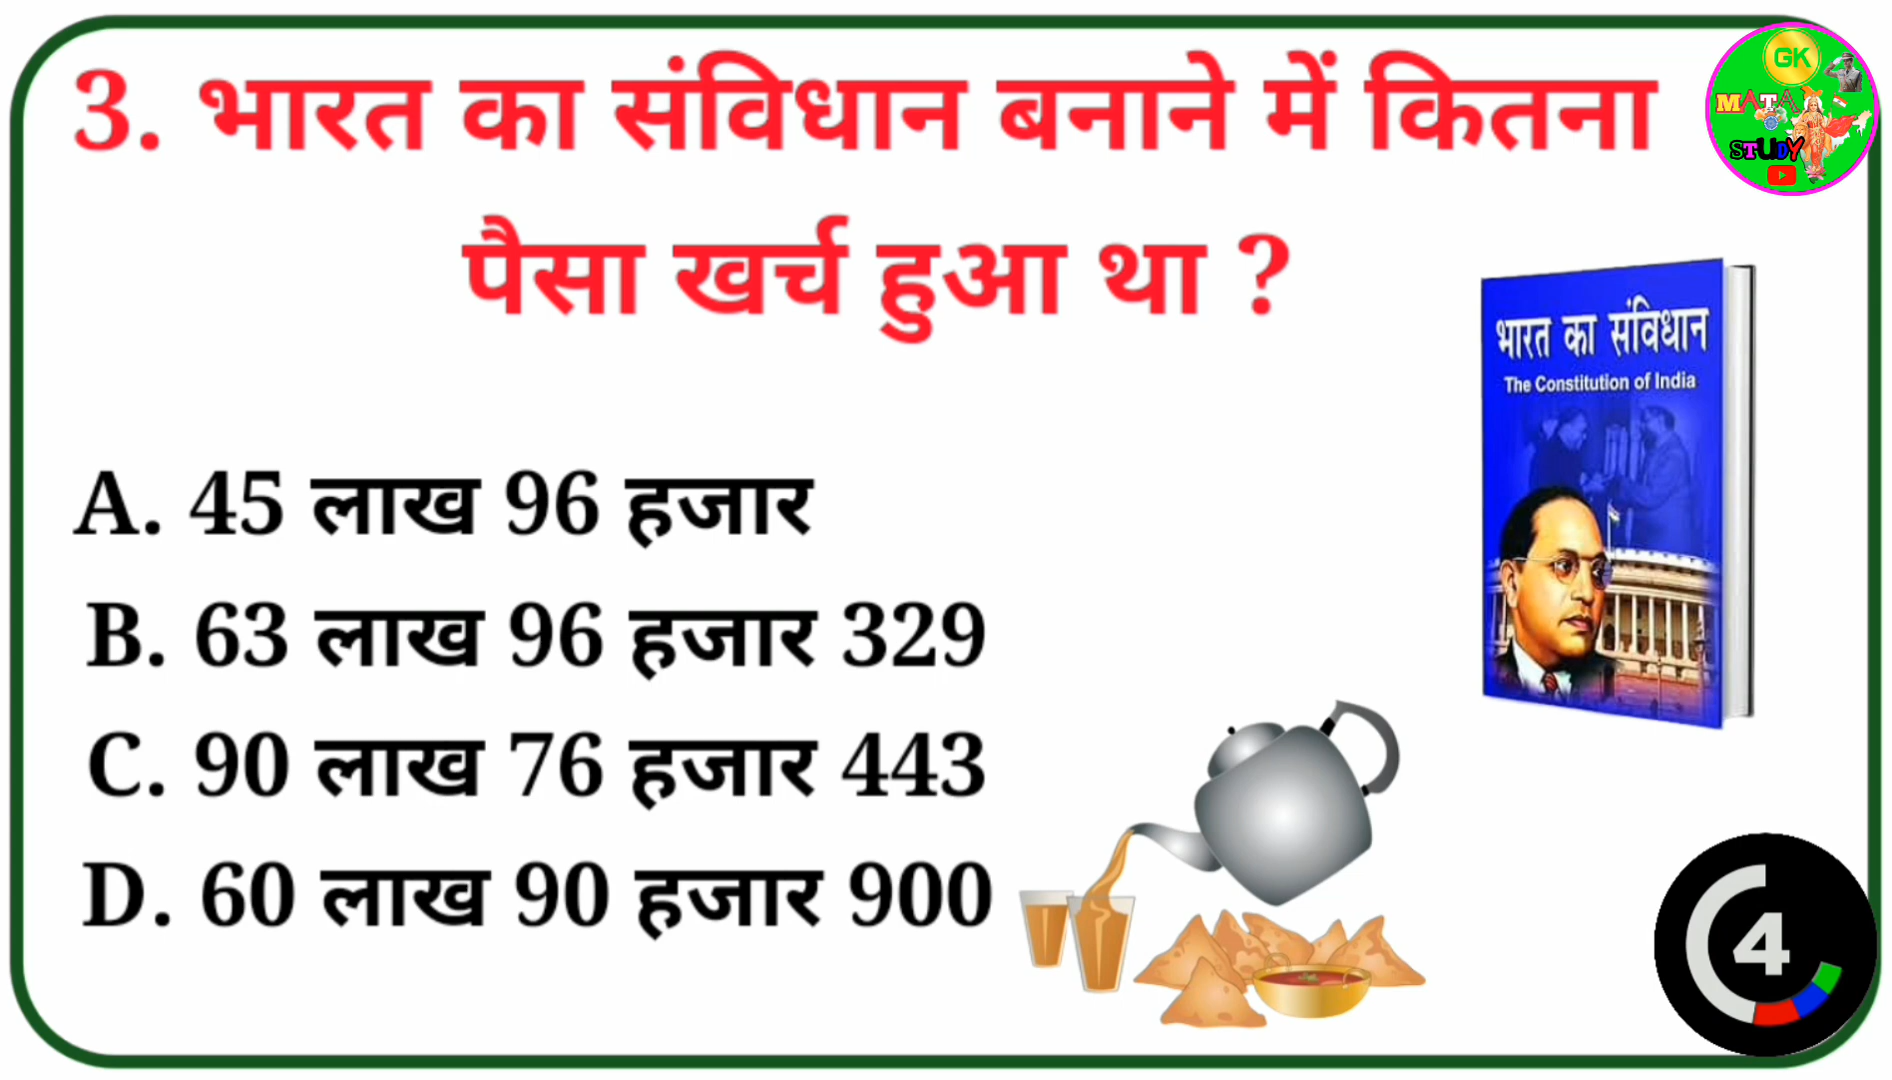 3. भारत का संविधान बनाने में कितना
पैसा खर्च हुआ था ?
A. 45 लाख 96 हजार
B. 63 लाख 96 हजार 329
C. 90 लाख 76 हजार 443
D. 60 लाख 90 हजार 900
GK
MATA
STUDY
भारत का संविधान
The Constitution of India
4